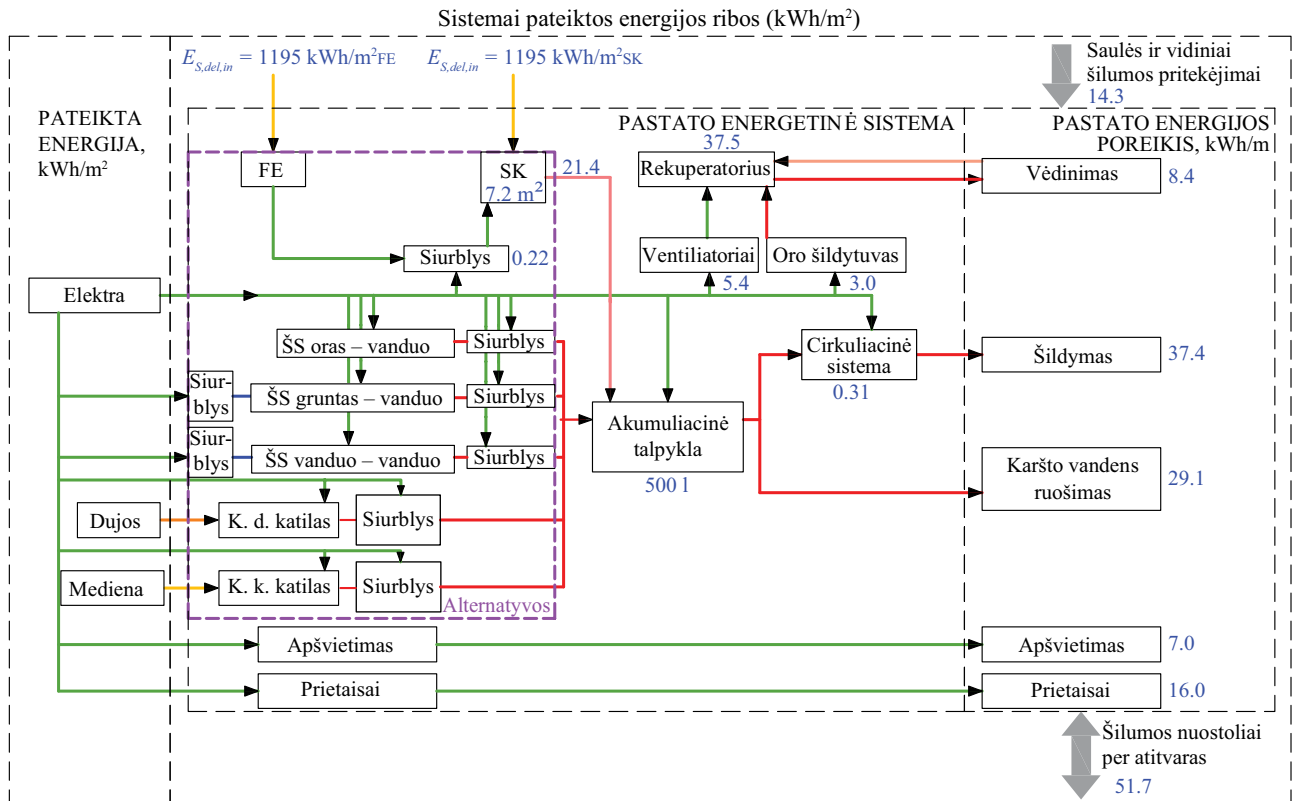 Sistemai pateiktos energijos ribos (kWh/m²)
E_S,del,in = 1195 kWh/m²FE
E_S,del,in = 1195 kWh/m²SK
Saulės ir vidiniai
šilumos pritekėjimai
14.3
PATEIKTA
ENERGIJA,
kWh/m²
PASTATO ENERGETINĖ SISTEMA
PASTATO ENERGIJOS
POREIKIS, kWh/m
FE
SK
7.2 m²
21.4
37.5
Rekuperatorius
Vėdinimas
8.4
Siurblys
0.22
Ventiliatoriai
5.4
Oro šildytuvas
3.0
Elektra
ŠS oras – vanduo
Siurblys
Cirkuliacinė
sistema
0.31
Šildymas
37.4
Siur-
blys
ŠS gruntas – vanduo
Siurblys
Akumuliacinė
talpykla
500 l
Siur-
blys
ŠS vanduo – vanduo
Siurblys
Karšto vandens
ruošimas
29.1
Dujos
K. d. katilas
Siurblys
Mediena
K. k. katilas
Siurblys
Alternatyvos
Apšvietimas
Apšvietimas
7.0
Prietaisai
Prietaisai
16.0
Šilumos nuostoliai
per atitvaras
51.7